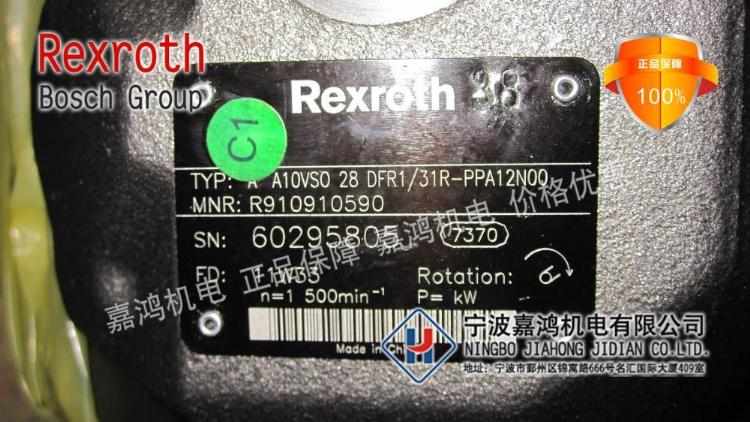 Rexroth
Bosch Group
正品保障
100%
Rexroth 38
C1
TYP: A A10VSO 28 DFR1/31R-PPA12N00
MNR: R910910590
SN: 60295805 7370
FD: 11W33 Rotation:
n=1 500min⁻¹ P= kW
Made in
嘉鸿机电 正品保障 嘉鸿机电 价格优
宁波嘉鸿机电有限公司
NINGBO JIAHONG JIDIAN CO.LTD.
地址：宁波市鄞州区锦寓路666号名汇国际大厦409室